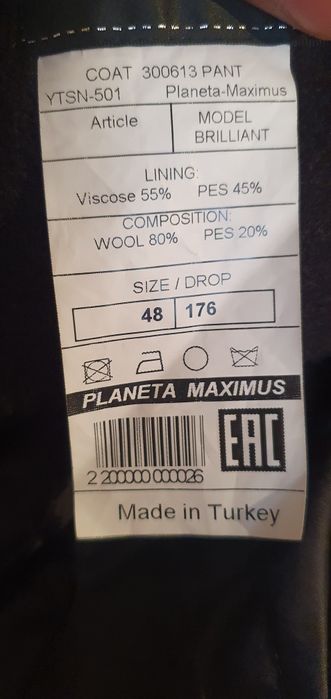 COAT 300613 PANT
YTSN-501 Planeta-Maximus
Article MODEL
BRILLIANT
LINING:
Viscose 55% PES 45%
COMPOSITION:
WOOL 80% PES 20%
SIZE / DROP
48 176
PLANETA MAXIMUS
EAC
2 200000 000026
Made in Turkey